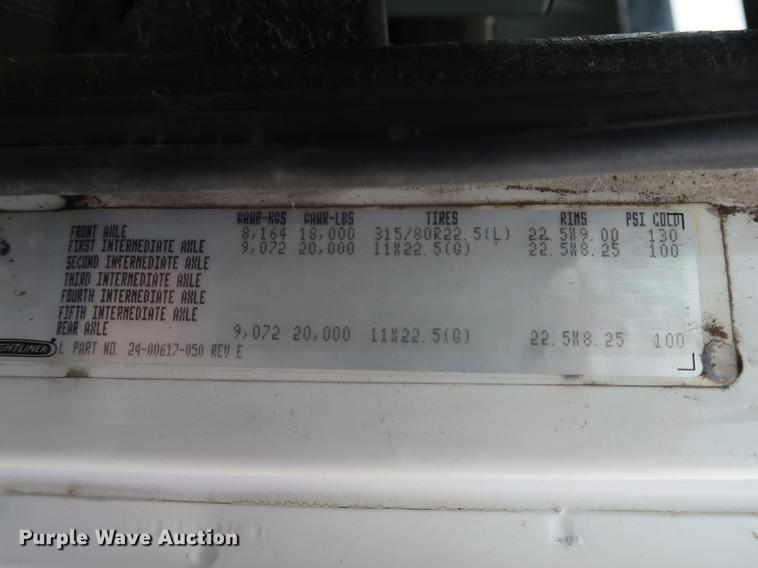 GAWR-KGS GAWR-LBS TIRES RIMS PSI COLD
FRONT AXLE 8,164 18,000 315/80R22.5(L) 22.5X9.00 130
FIRST INTERMEDIATE AXLE 9,072 20,000 11X22.5(G) 22.5X8.25 100
SECOND INTERMEDIATE AXLE
THIRD INTERMEDIATE AXLE
FOURTH INTERMEDIATE AXLE
FIFTH INTERMEDIATE AXLE
REAR AXLE 9,072 20,000 11X22.5(G) 22.5X8.25 100
GHTLINER L PART NO. 24-00617-050 REV E
Purple Wave Auction